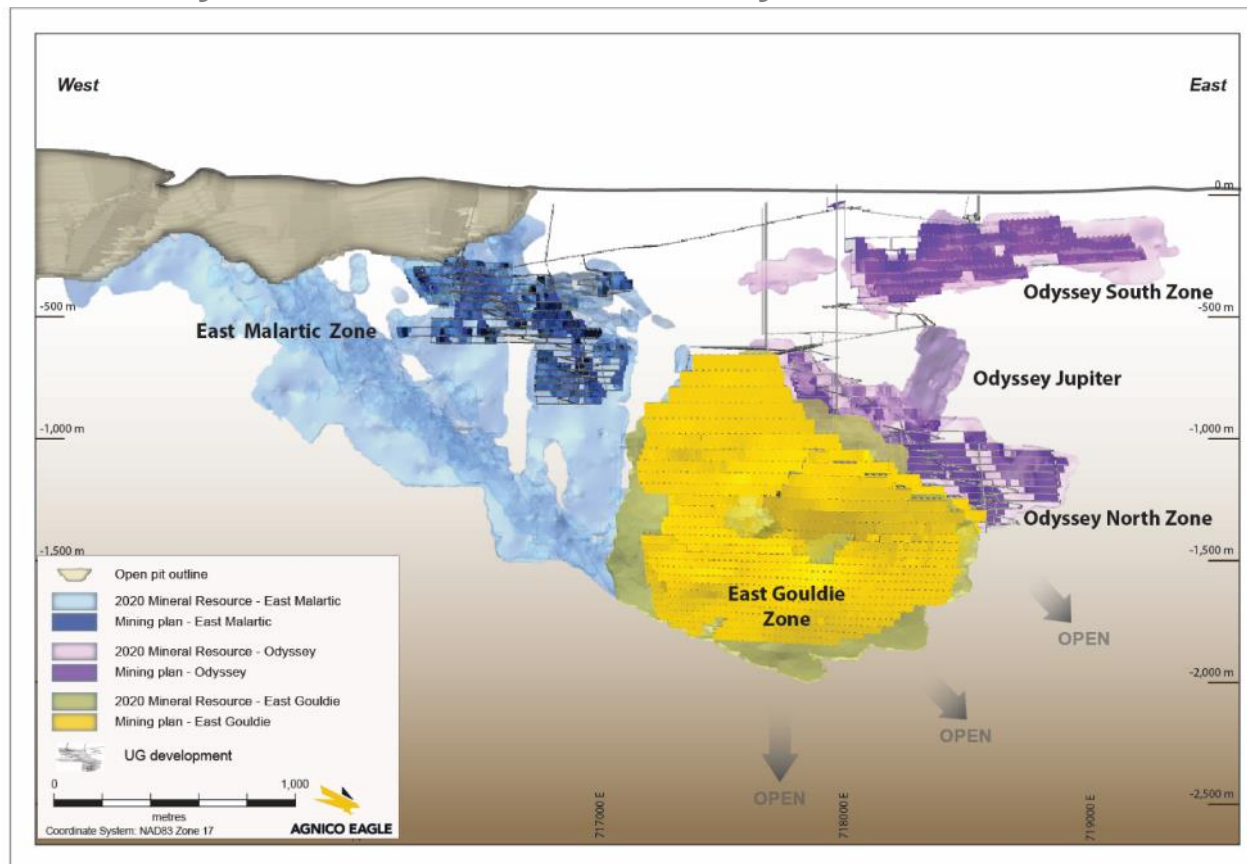 West
East
0 m
Odyssey South Zone
-500 m
-500 m
East Malartic Zone
Odyssey Jupiter
-1,000 m
-1,000 m
Odyssey North Zone
-1,500 m
-1,500 m
East Gouldie
Zone
OPEN
-2,000 m
OPEN
OPEN
-2,500 m
Open pit outline
2020 Mineral Resource - East Malartic
Mining plan - East Malartic
2020 Mineral Resource - Odyssey
Mining plan - Odyssey
2020 Mineral Resource - East Gouldie
Mining plan - East Gouldie
UG development
0 1,000
metres
Coordinate System: NAD83 Zone 17
AGNICO EAGLE
717000 E
718000 E
719000 E